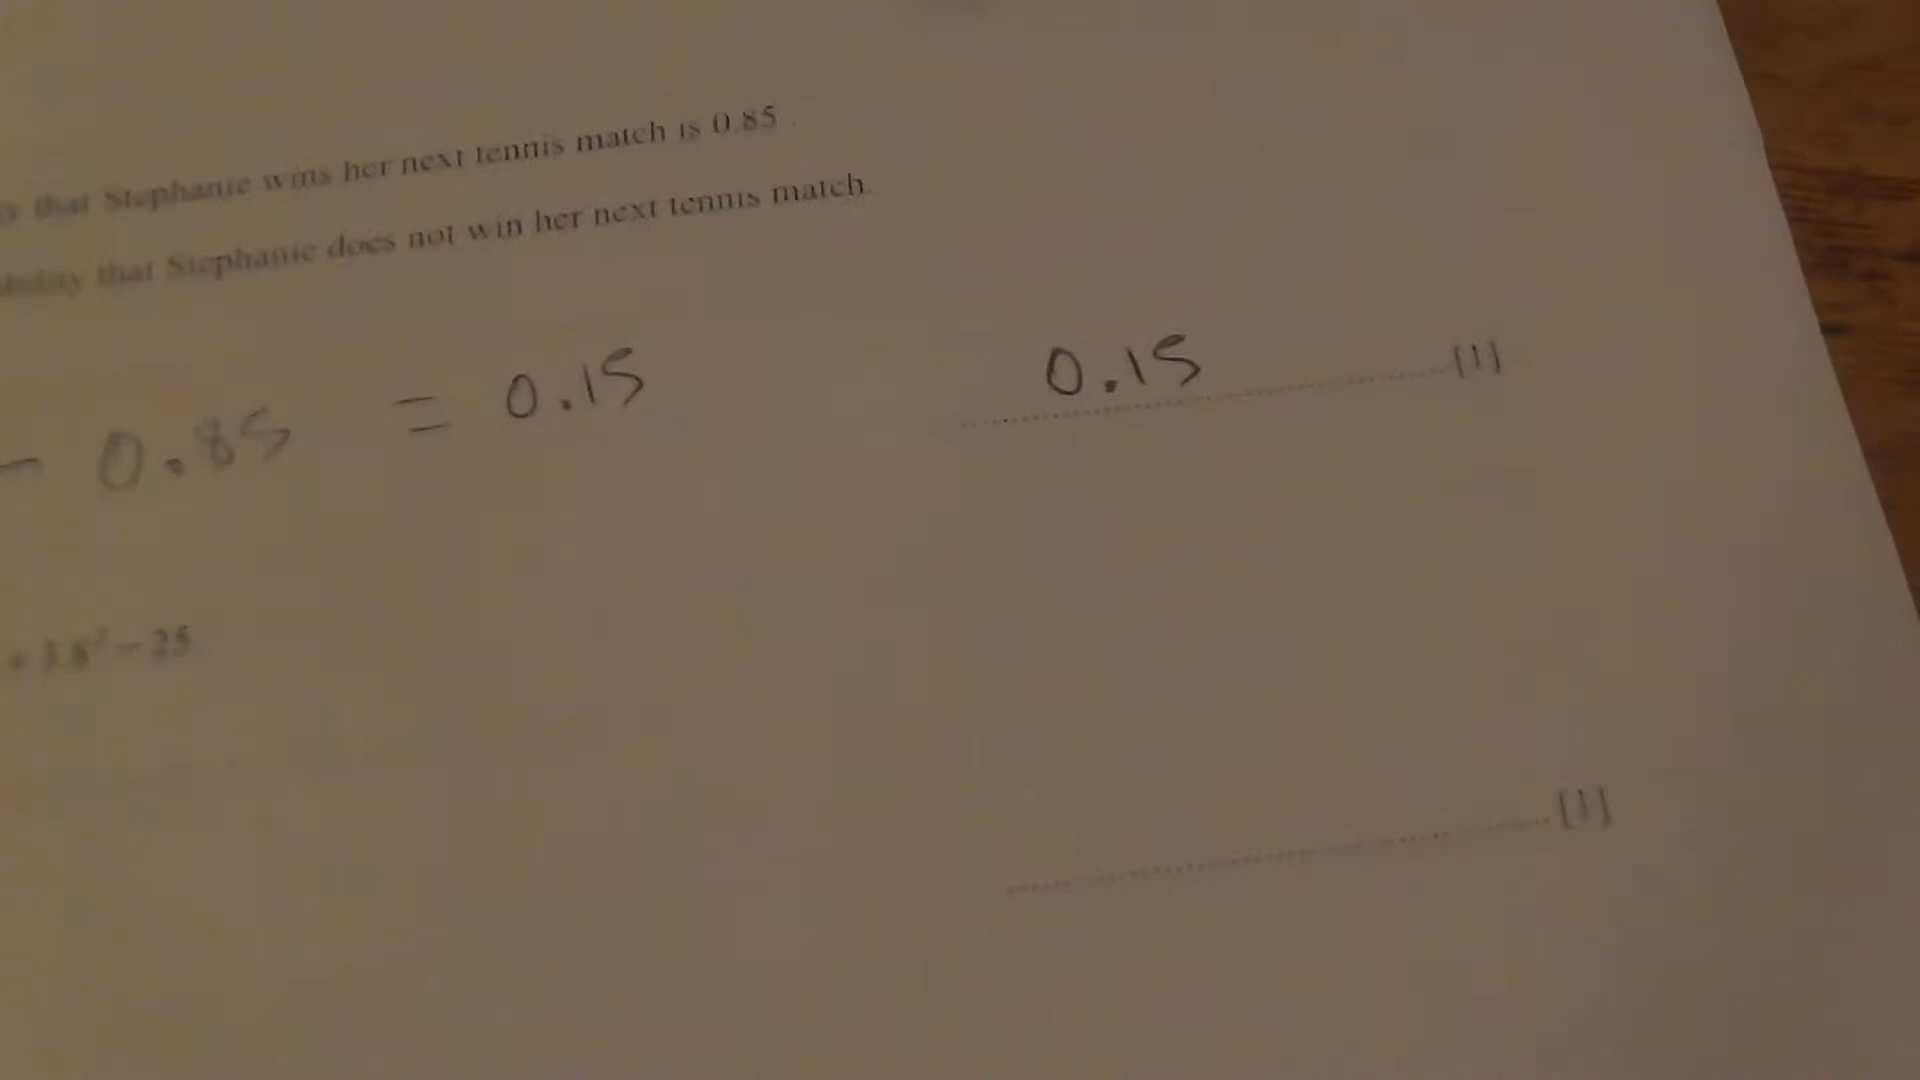 that Stephanie wins her next tennis match is 0.85
that Stephanie does not win her next tennis match.
- 0.85 = 0.15
0.15 [1]
- 25
[1]